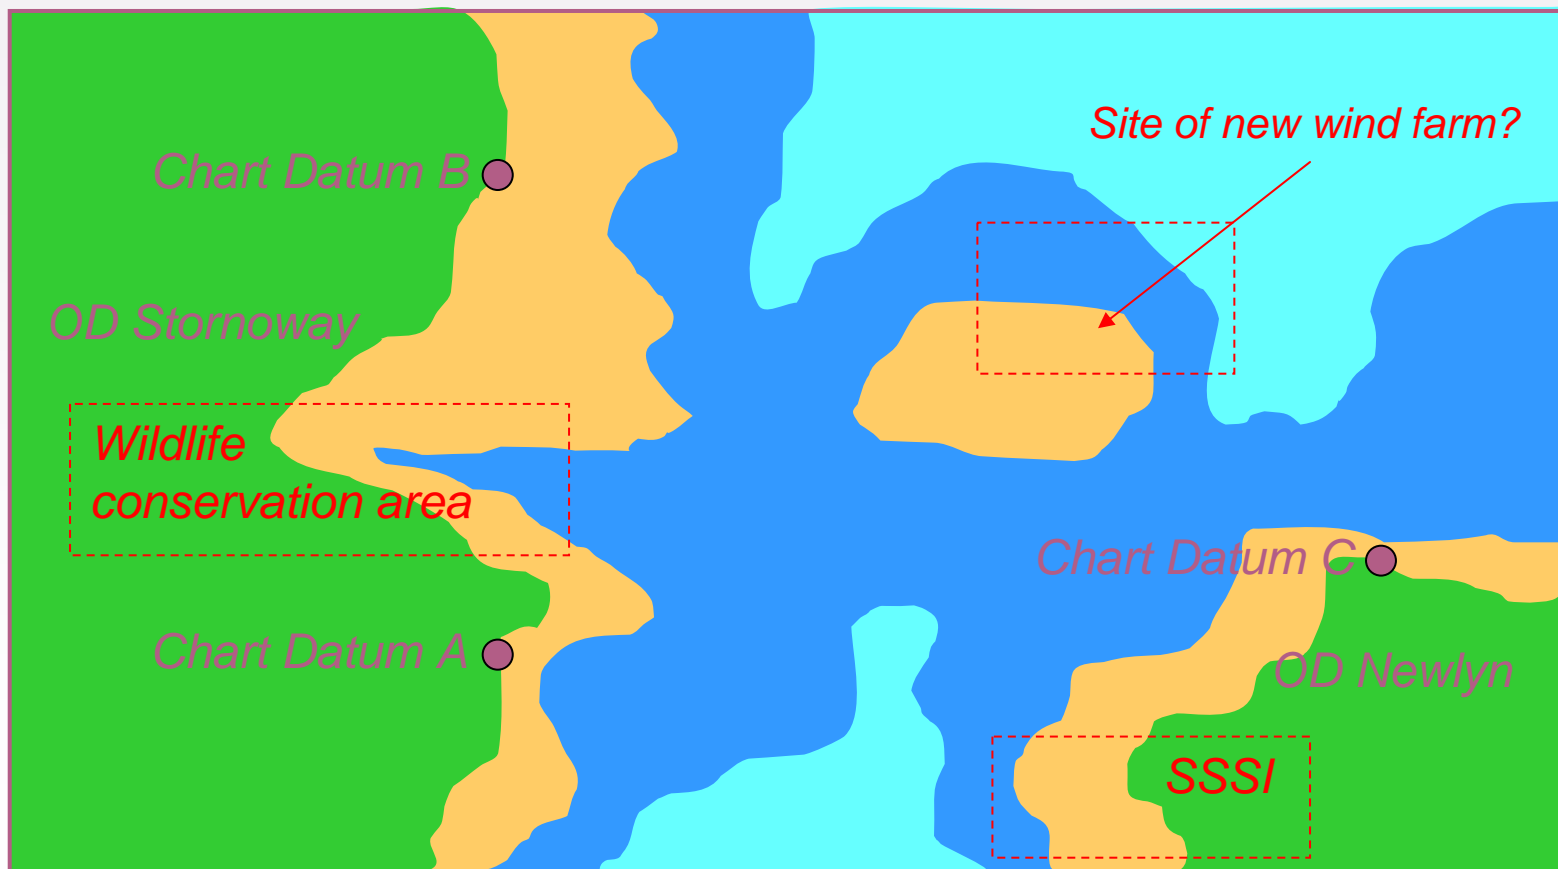 Site of new wind farm?
Chart Datum B
OD Stornoway
Wildlife
conservation area
Chart Datum C
Chart Datum A
OD Newlyn
SSSI